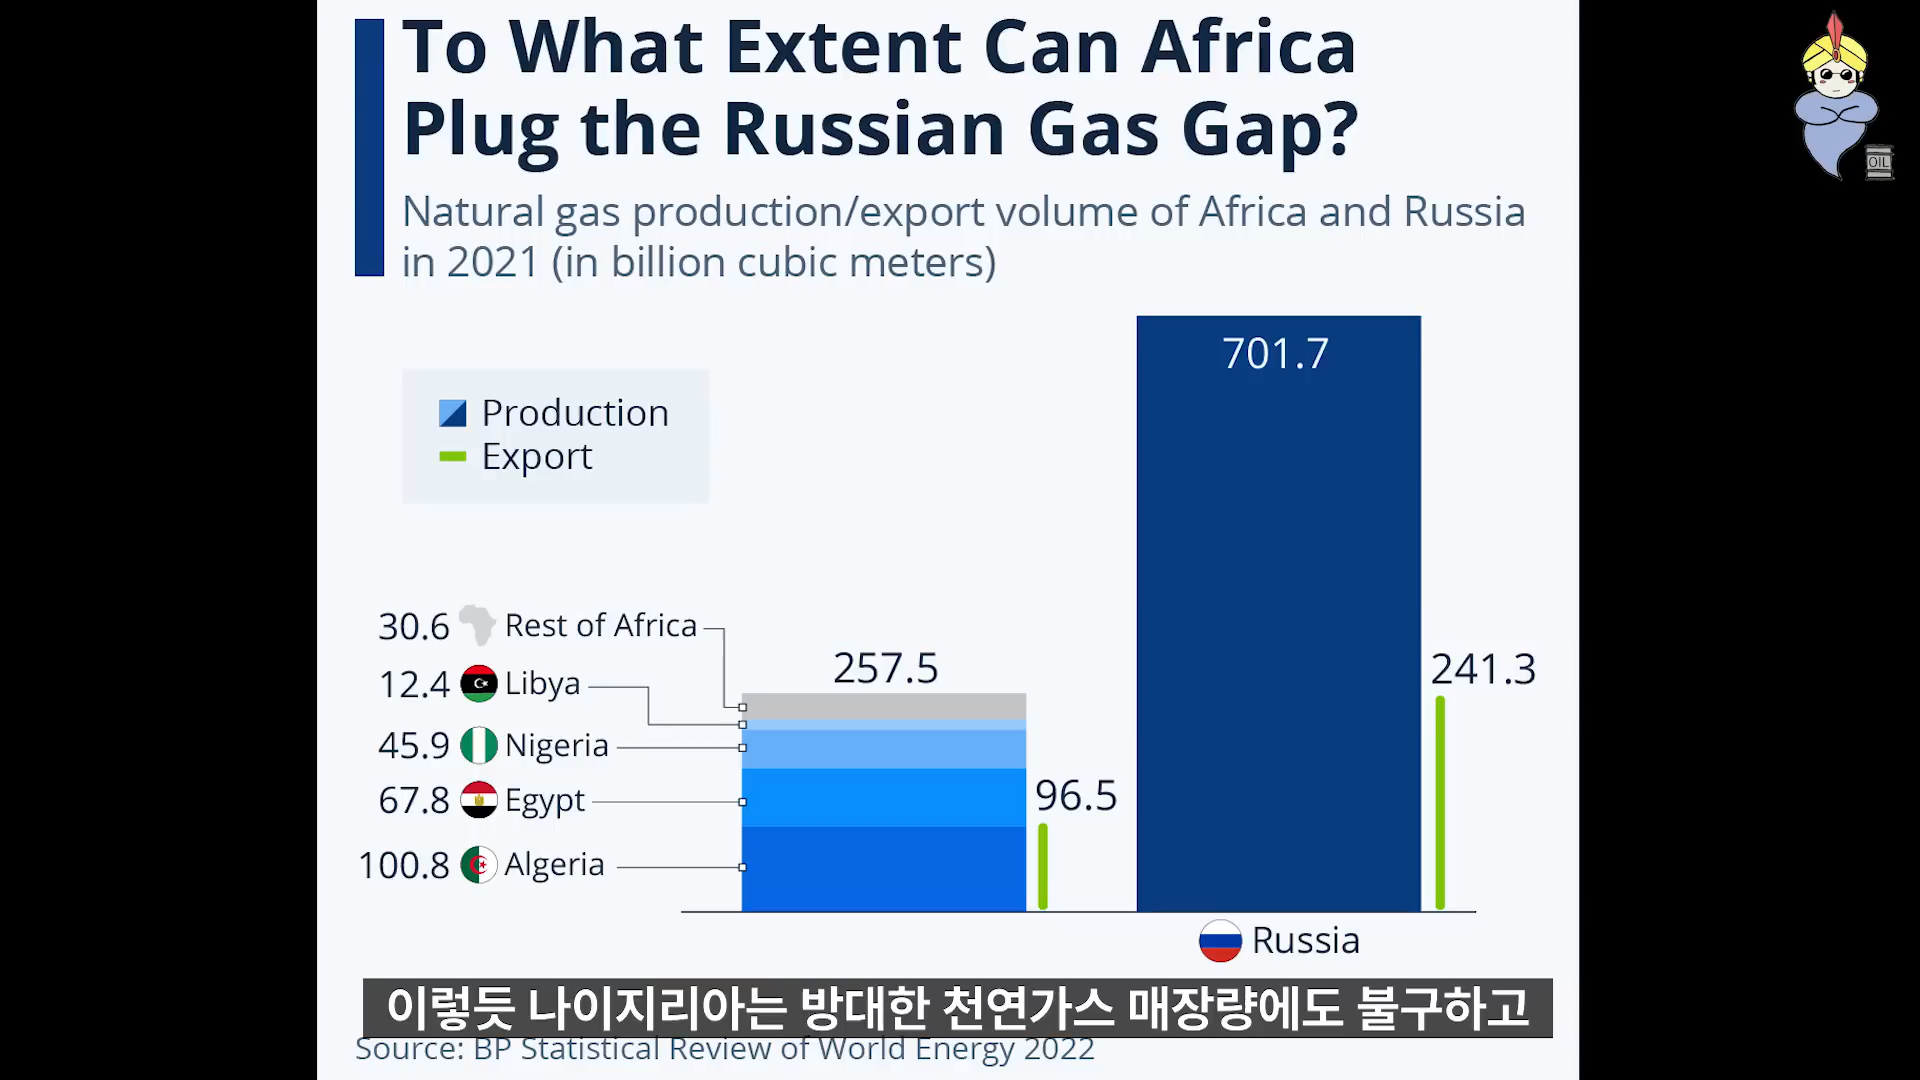 To What Extent Can Africa
Plug the Russian Gas Gap?
Natural gas production/export volume of Africa and Russia
in 2021 (in billion cubic meters)
OIL
Production
Export
701.7
30.6 Rest of Africa
12.4 Libya
45.9 Nigeria
67.8 Egypt
100.8 Algeria
257.5
96.5
241.3
Russia
이렇듯 나이지리아는 방대한 천연가스 매장량에도 불구하고
Source: BP Statistical Review of World Energy 2022